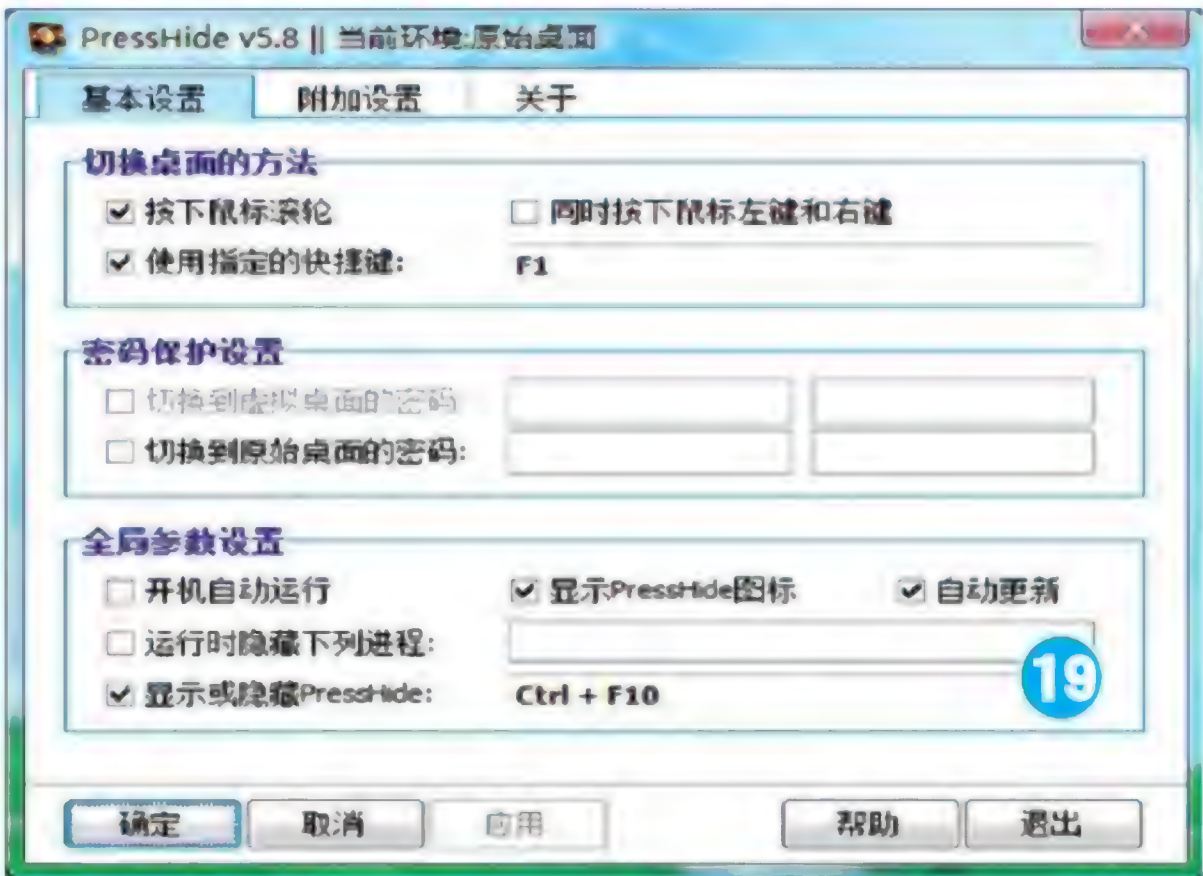 PressHide v5.8 || 当前环境:原始桌面
基本设置 附加设置 关于
切换桌面的方法
按下鼠标滚轮 同时按下鼠标左键和右键
使用指定的快捷键: F1
密码保护设置
切换到虚拟桌面的密码
切换到原始桌面的密码:
全局参数设置
开机自动运行 显示PressHide图标 自动更新
运行时隐藏下列进程:
19
显示或隐藏PressHide: Ctrl + F10
确定 取消 应用 帮助 退出